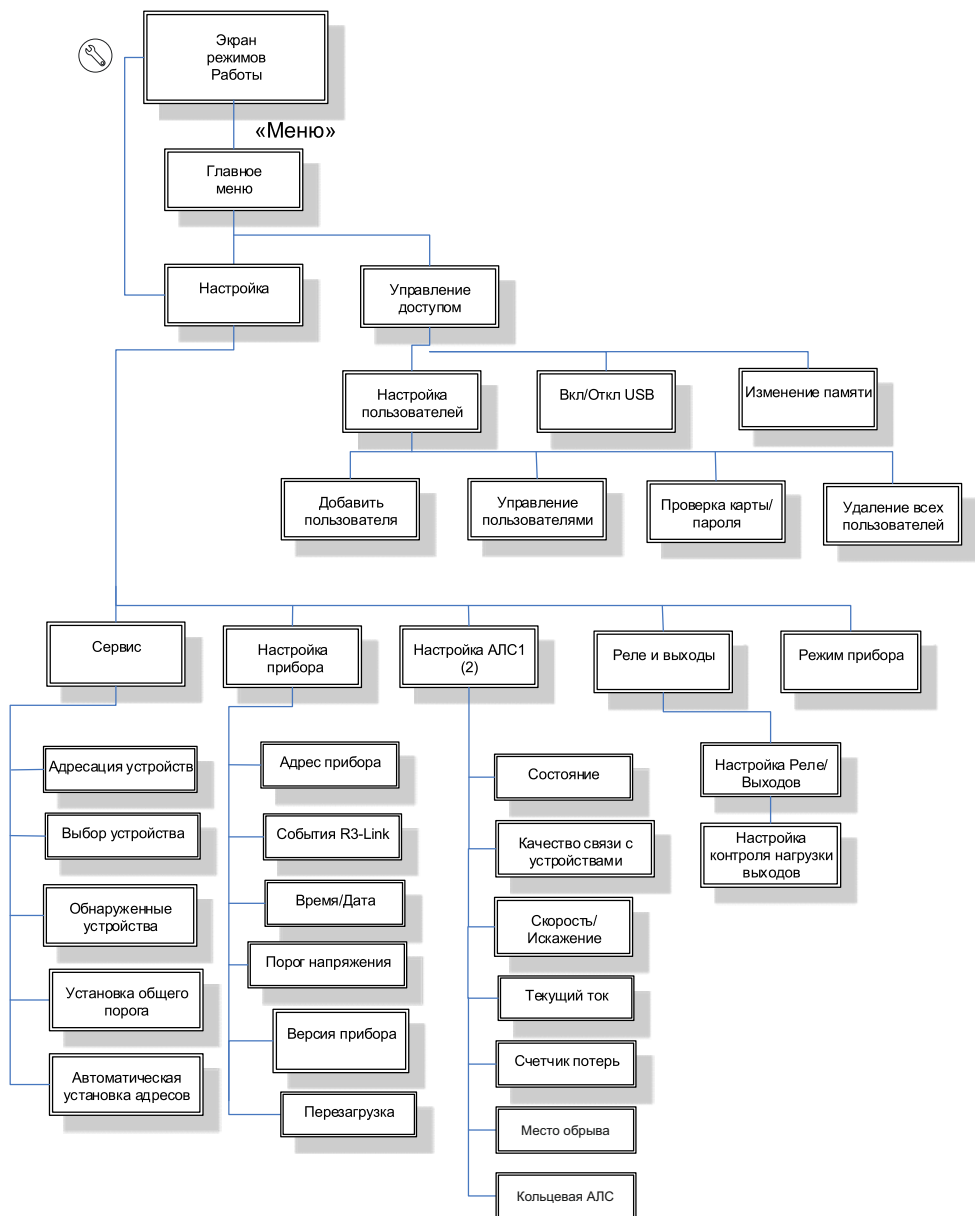 Экран
режимов
Работы
«Меню»
Главное
меню
Настройка
Управление
доступом
Настройка
пользователей
Вкл/Откл USB
Изменение памяти
Добавить
пользователя
Управление
пользователями
Проверка карты/
пароля
Удаление всех
пользователей
Сервис
Настройка
прибора
Настройка АЛС1
(2)
Реле и выходы
Режим прибора
Адресация устройств
Выбор устройства
Обнаруженные
устройства
Установка общего
порога
Автоматическая
установка адресов
Адрес прибора
События R3-Link
Время/Дата
Порог напряжения
Версия прибора
Перезагрузка
Состояние
Качество связи с
устройствами
Скорость/
Искажение
Текущий ток
Счетчик потерь
Место обрыва
Кольцевая АЛС
Настройка Реле/
Выходов
Настройка
контроля нагрузки
выходов